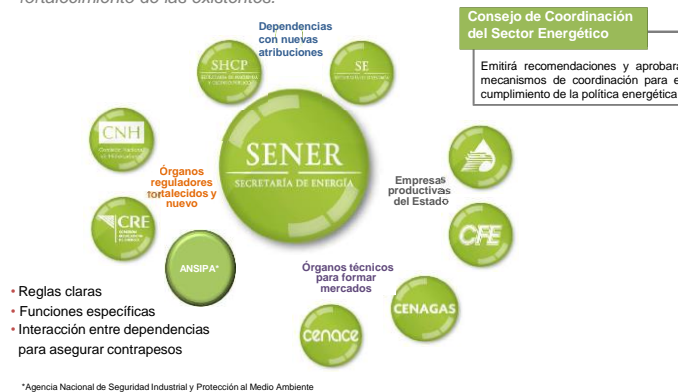 fortalecimiento de las existentes.
Dependencias
con nuevas
atribuciones
Consejo de Coordinación
del Sector Energético
Emitirá recomendaciones y aprobará
mecanismos de coordinación para e
cumplimiento de la política energética
SHCP
SE
CNH
SENER
SECRETARÍA DE ENERGÍA
Órganos
reguladores
fortalecidos y
nuevo
Empresas
productivas
del Estado
CRE
CFE
ANSIPA*
Órganos técnicos
para formar
mercados
CENAGAS
cenace
• Reglas claras
• Funciones específicas
• Interacción entre dependencias
para asegurar contrapesos
*Agencia Nacional de Seguridad Industrial y Protección al Medio Ambiente